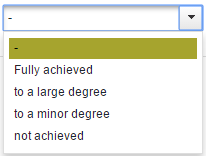 -
-
Fully achieved
to a large degree
to a minor degree
not achieved